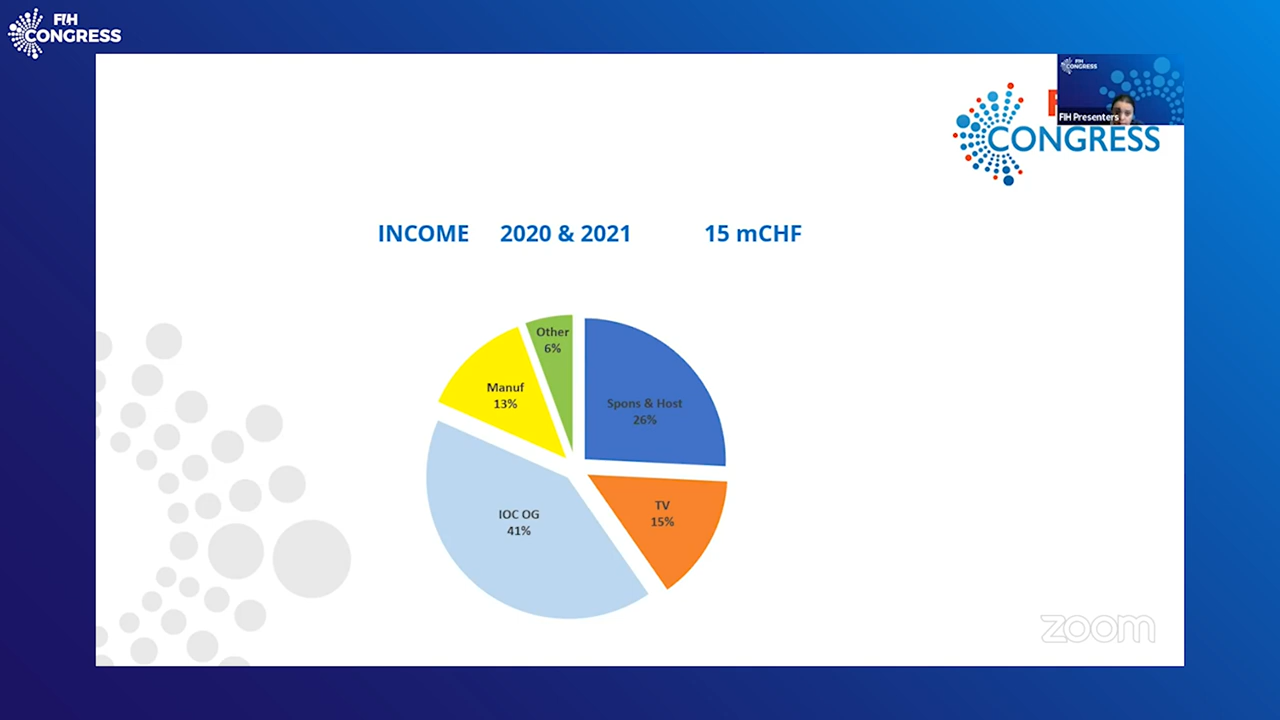 FIH
CONGRESS
FIH
CONGRESS
FIH Presenters
F
CONGRESS
INCOME 2020 & 2021 15 mCHF
Other
6%
Manuf
13%
Spons & Host
26%
TV
15%
IOC OG
41%
zoom